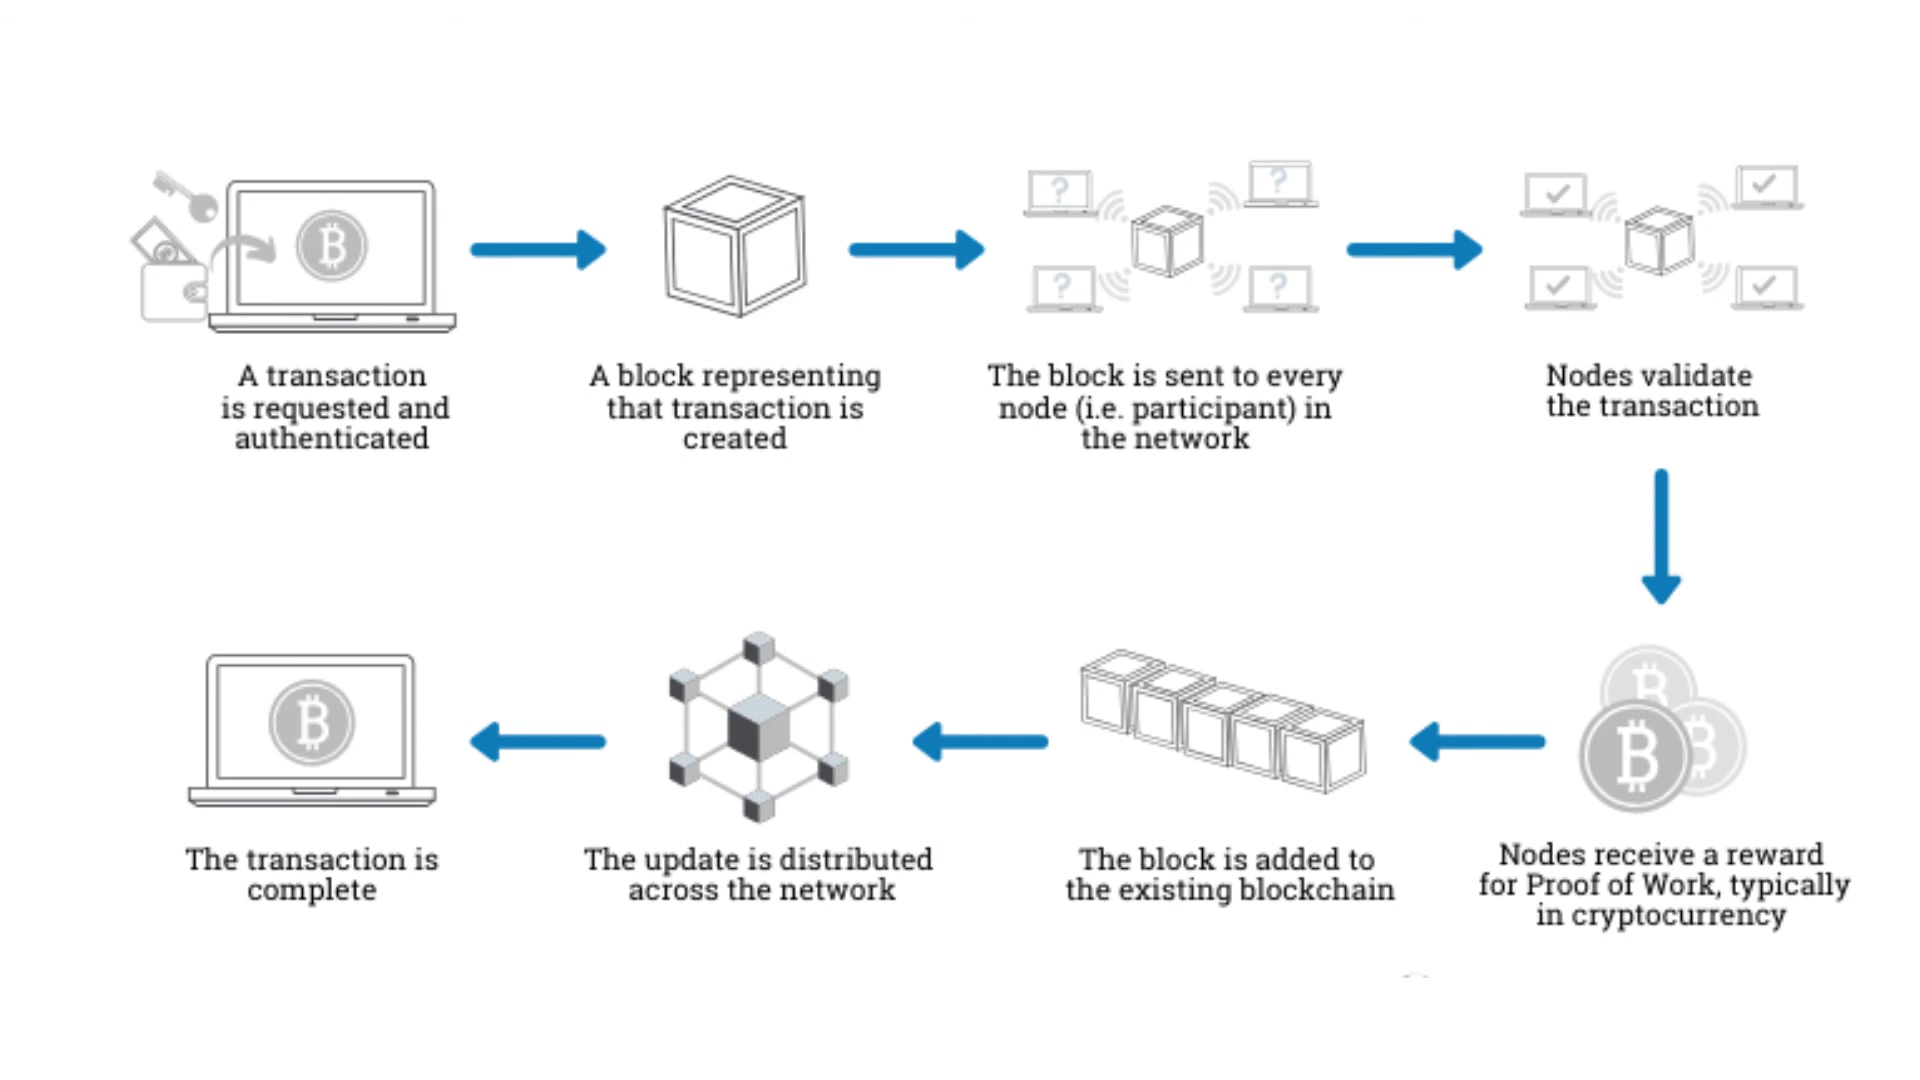 A transaction
is requested and
authenticated
A block representing
that transaction is
created
The block is sent to every
node (i.e. participant) in
the network
Nodes validate
the transaction
Nodes receive a reward
for Proof of Work, typically
in cryptocurrency
The block is added to
the existing blockchain
The update is distributed
across the network
The transaction is
complete